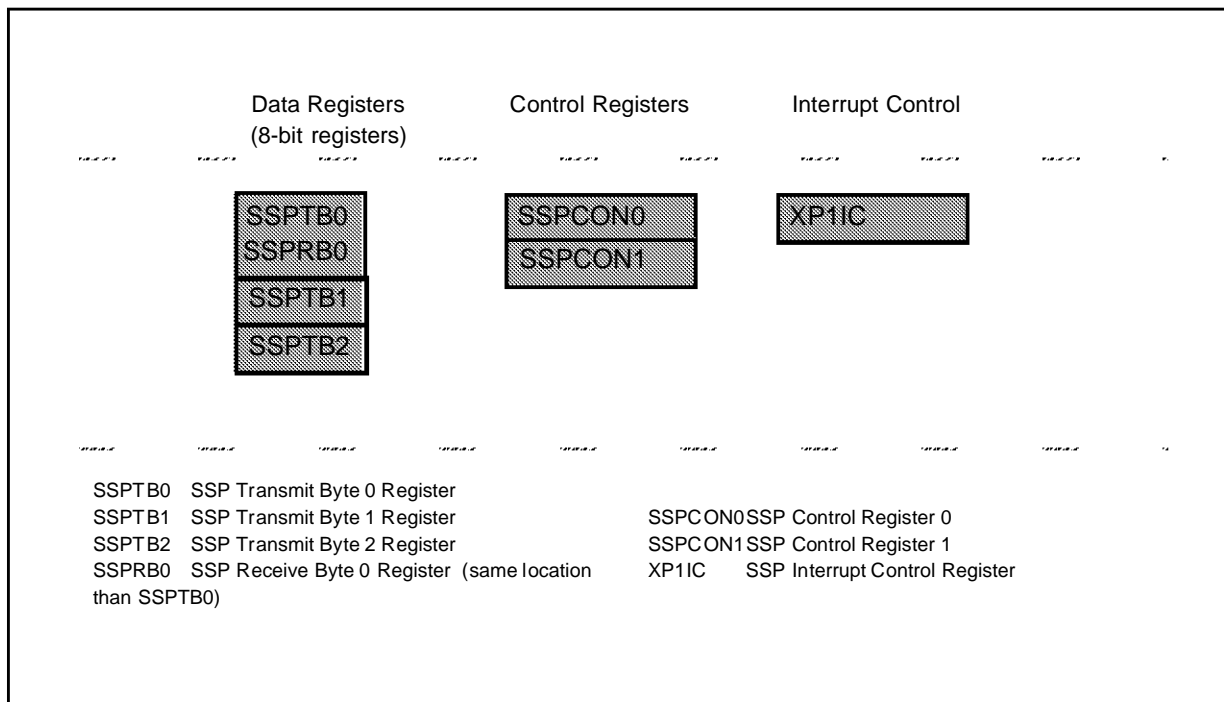 Data Registers
(8-bit registers)
Control Registers
Interrupt Control
SSPTB0
SSPRB0
SSPTB1
SSPTB2
SSPCON0
SSPCON1
XP1IC
SSPTB0 SSP Transmit Byte 0 Register
SSPTB1 SSP Transmit Byte 1 Register
SSPTB2 SSP Transmit Byte 2 Register
SSPRB0 SSP Receive Byte 0 Register (same location
than SSPTB0)
SSPCON0SSP Control Register 0
SSPCON1SSP Control Register 1
XP1IC SSP Interrupt Control Register